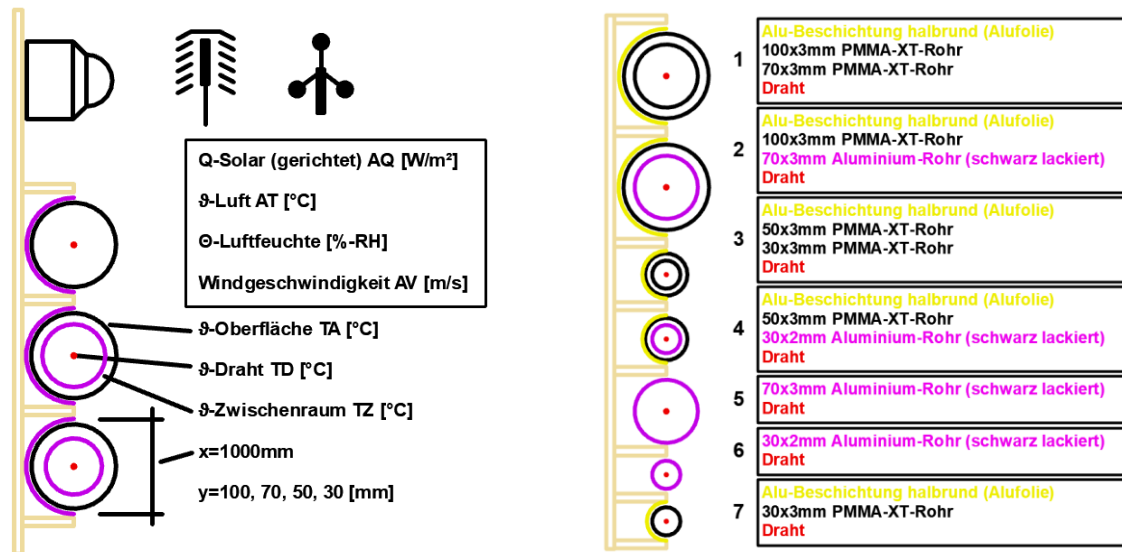 Q-Solar (gerichtet) AQ [W/m²]
ϑ-Luft AT [°C]
Θ-Luftfeuchte [%-RH]
Windgeschwindigkeit AV [m/s]
ϑ-Oberfläche TA [°C]
ϑ-Draht TD [°C]
ϑ-Zwischenraum TZ [°C]
x=1000mm
y=100, 70, 50, 30 [mm]
1
Alu-Beschichtung halbrund (Alufolie)
100x3mm PMMA-XT-Rohr
70x3mm PMMA-XT-Rohr
Draht
2
Alu-Beschichtung halbrund (Alufolie)
100x3mm PMMA-XT-Rohr
70x3mm Aluminium-Rohr (schwarz lackiert)
Draht
3
Alu-Beschichtung halbrund (Alufolie)
50x3mm PMMA-XT-Rohr
30x3mm PMMA-XT-Rohr
Draht
4
Alu-Beschichtung halbrund (Alufolie)
50x3mm PMMA-XT-Rohr
30x2mm Aluminium-Rohr (schwarz lackiert)
Draht
5
70x3mm Aluminium-Rohr (schwarz lackiert)
Draht
6
30x2mm Aluminium-Rohr (schwarz lackiert)
Draht
7
Alu-Beschichtung halbrund (Alufolie)
30x3mm PMMA-XT-Rohr
Draht